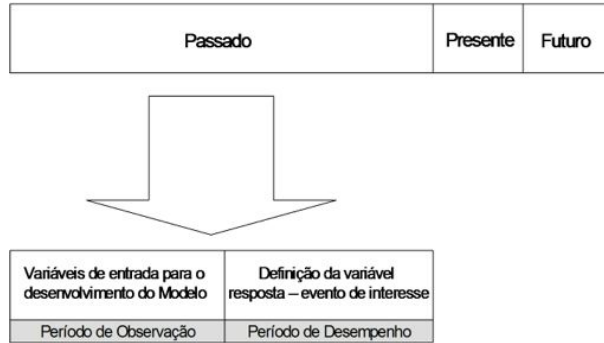 Passado
Presente
Futuro
Variáveis de entrada para o
desenvolvimento do Modelo
Definição da variável
resposta – evento de interesse
Período de Observação
Período de Desempenho